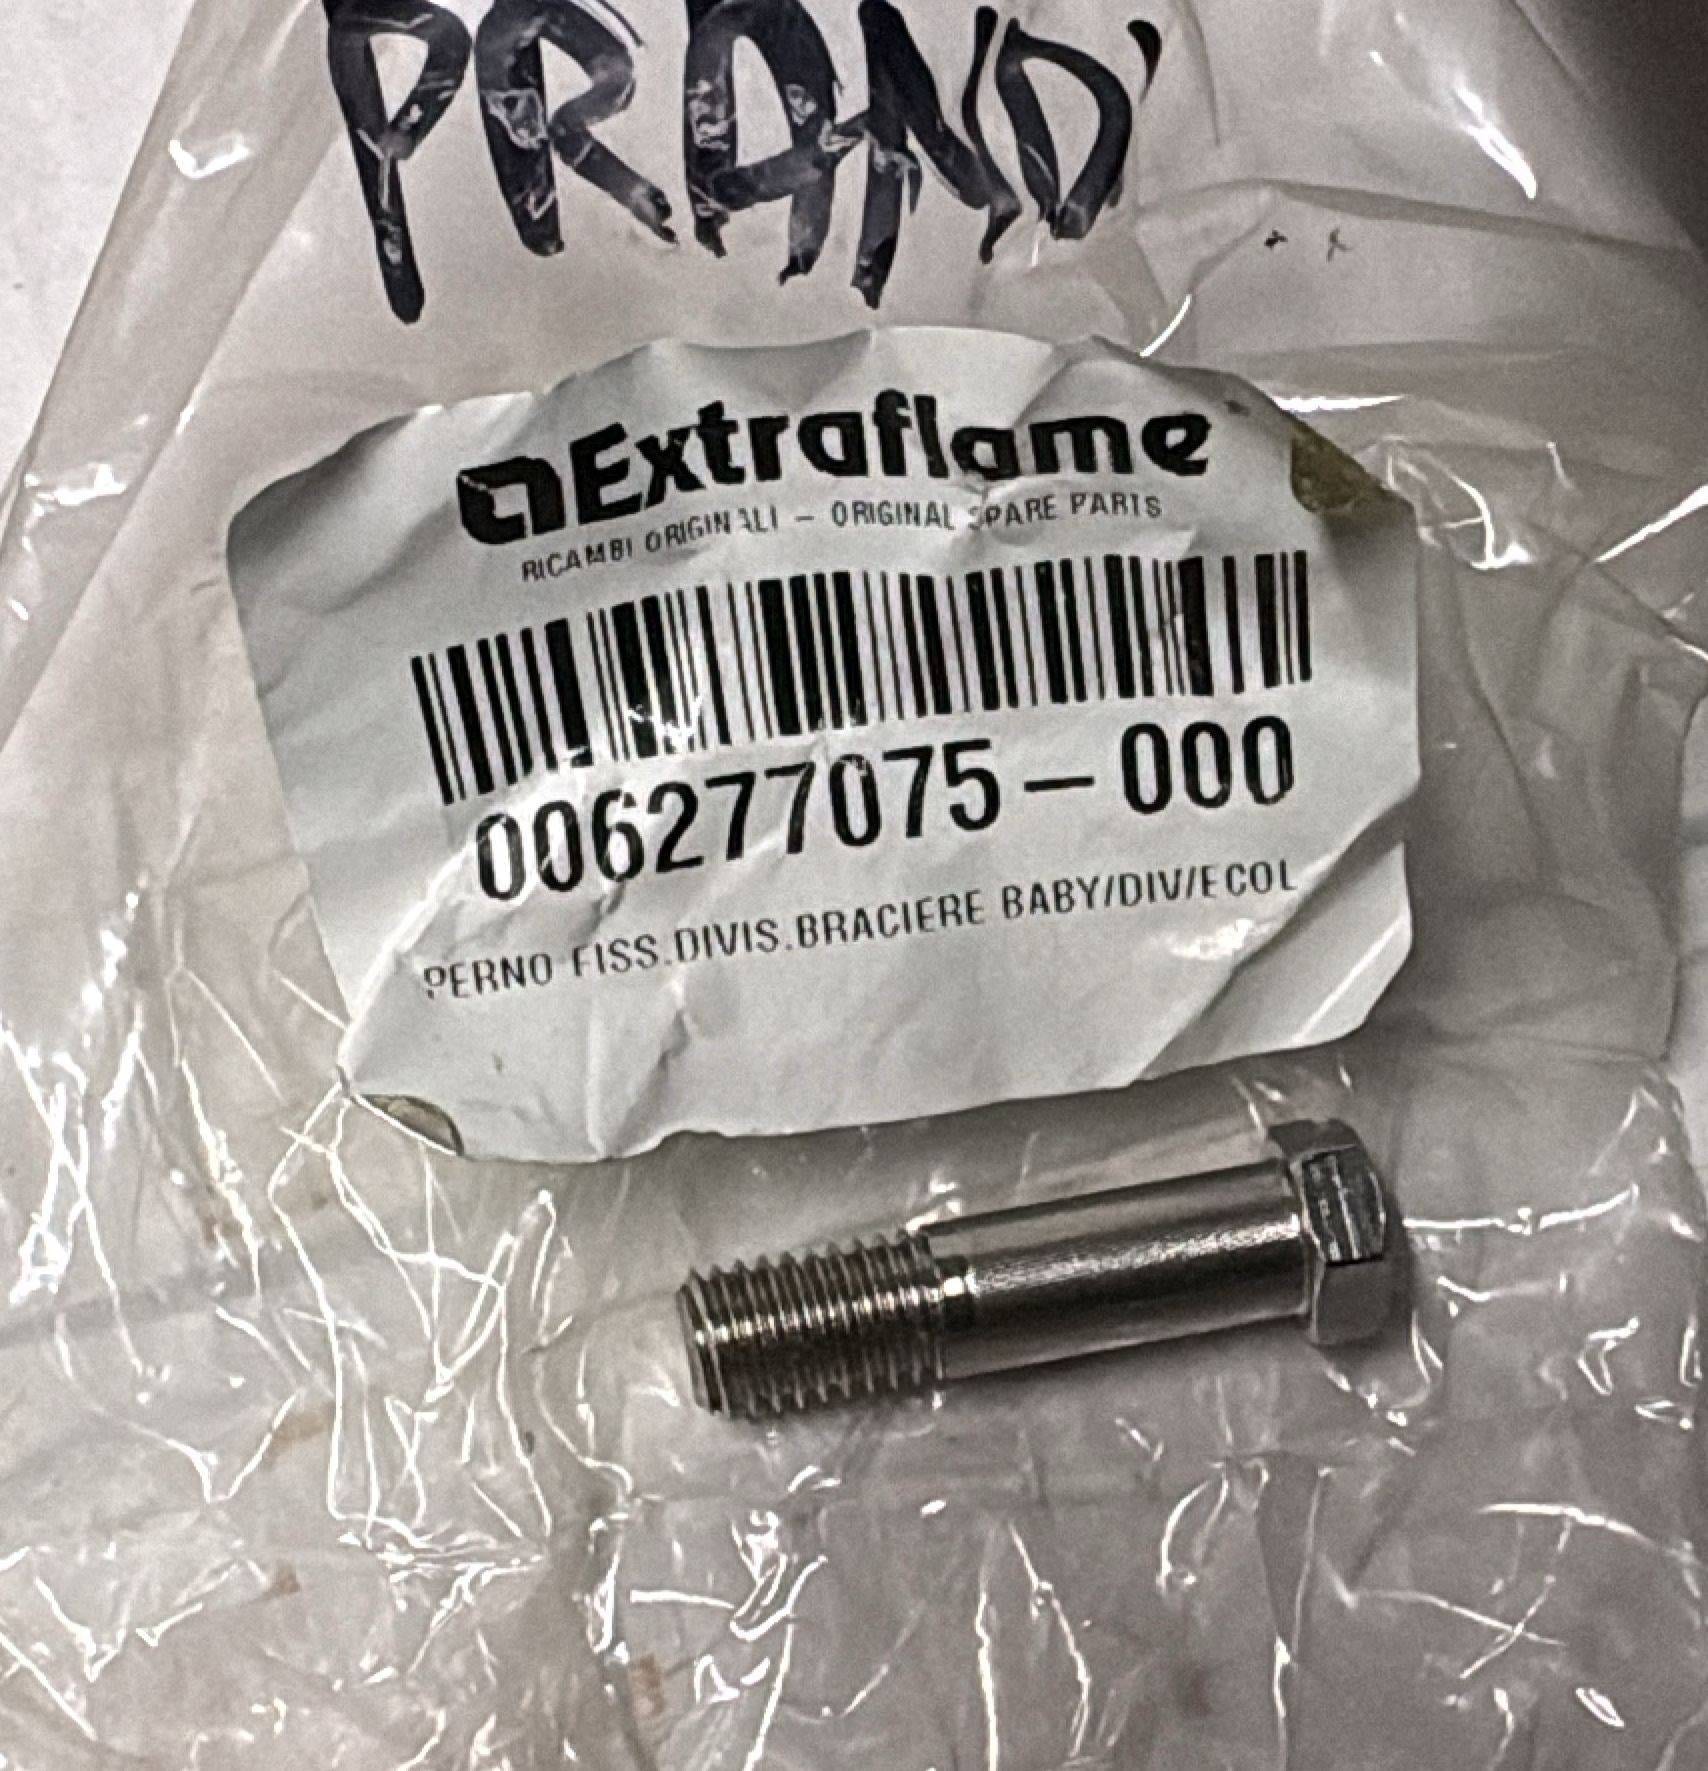 PRAND'
Extraflame
RICAMBI ORIGINALI – ORIGINAL SPARE PARTS
006277075–000
PERNO FISS.DIVIS.BRACIERE BABY/DIV/ECOL